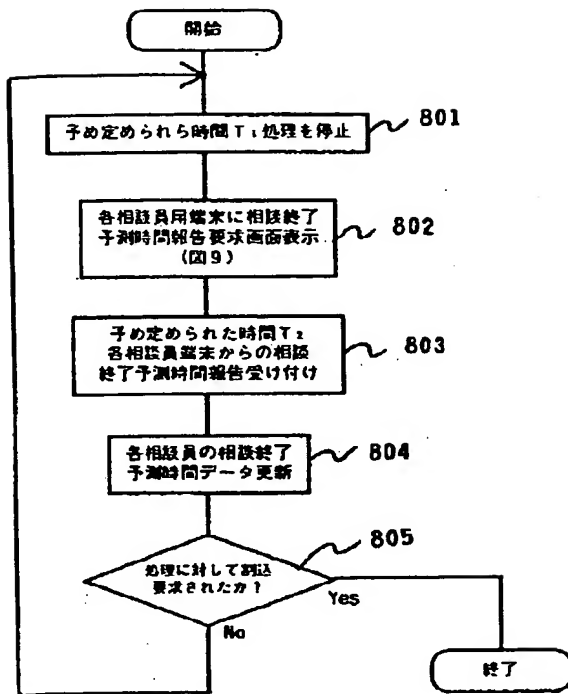 開始
予め定められら時間T₁処理を停止
801
各相談員用端末に相談終了
予測時間報告要求画面表示
(図9)
802
予め定められた時間T₂
各相談員端末からの相談
終了予測時間報告受け付け
803
各相談員の相談終了
予測時間データ更新
804
処理に対して割込
要求されたか?
805
Yes
No
終了